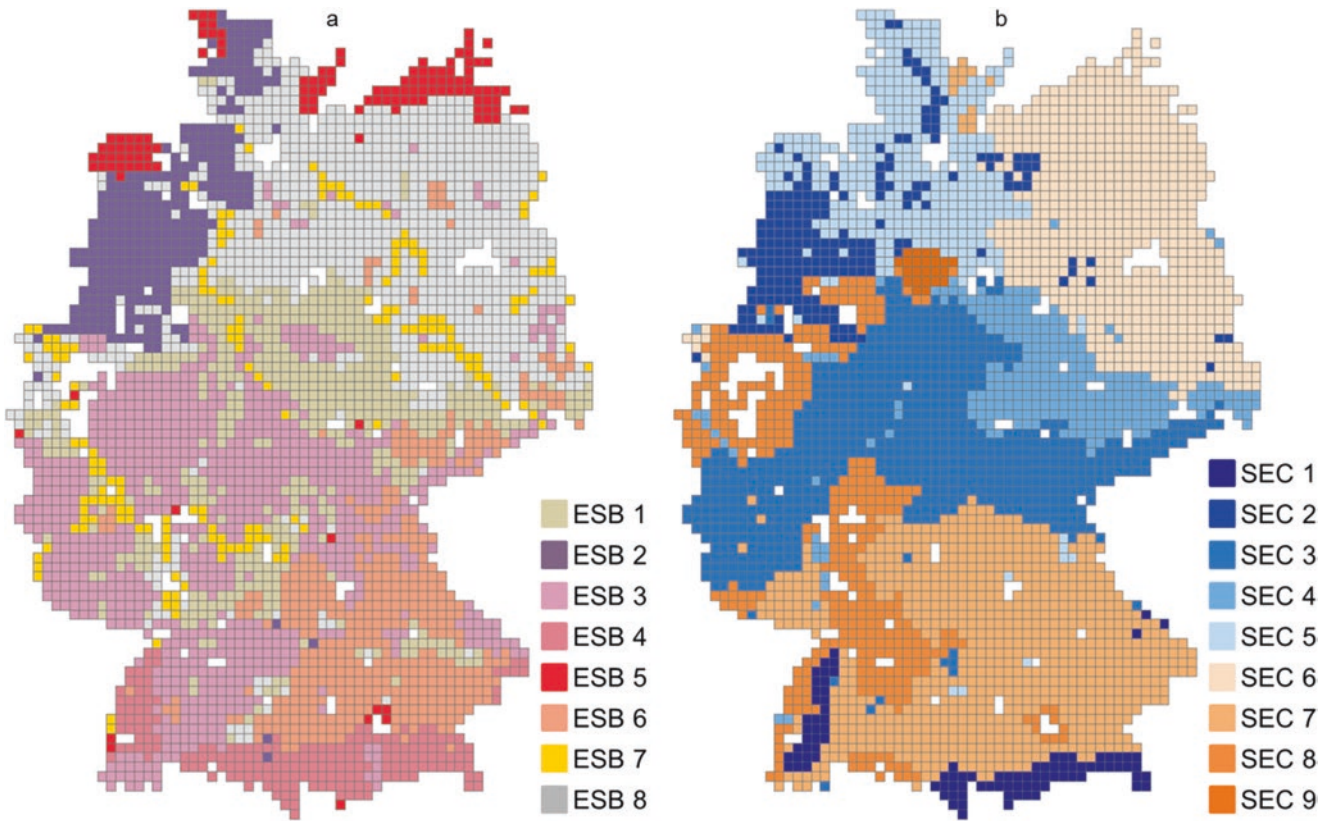 a
b
ESB 1
ESB 2
ESB 3
ESB 4
ESB 5
ESB 6
ESB 7
ESB 8
SEC 1
SEC 2
SEC 3
SEC 4
SEC 5
SEC 6
SEC 7
SEC 8
SEC 9